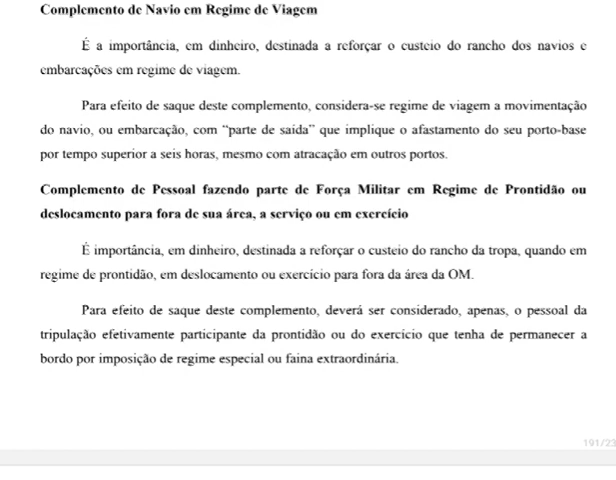 Complemento de Navio em Regime de Viagem
É a importância, em dinheiro, destinada a reforçar o custeio do rancho dos navios e
embarcações em regime de viagem.
Para efeito de saque deste complemento, considera-se regime de viagem a movimentação
do navio, ou embarcação, com “parte de saída” que implique o afastamento do seu porto-base
por tempo superior a seis horas, mesmo com atracação em outros portos.
Complemento de Pessoal fazendo parte de Força Militar em Regime de Prontidão ou
deslocamento para fora de sua área, a serviço ou em exercício
É importância, em dinheiro, destinada a reforçar o custeio do rancho da tropa, quando em
regime de prontidão, em deslocamento ou exercício para fora da área da OM.
Para efeito de saque deste complemento, deverá ser considerado, apenas, o pessoal da
tripulação efetivamente participante da prontidão ou do exercício que tenha de permanecer a
bordo por imposição de regime especial ou faina extraordinária.
191/23